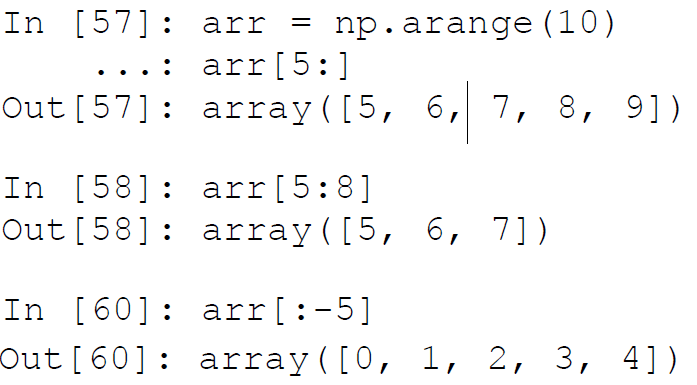 In [57]: arr = np.arange(10)
...: arr[5:]
Out[57]: array([5, 6, 7, 8, 9])
In [58]: arr[5:8]
Out[58]: array([5, 6, 7])
In [60]: arr[:-5]
Out[60]: array([0, 1, 2, 3, 4])